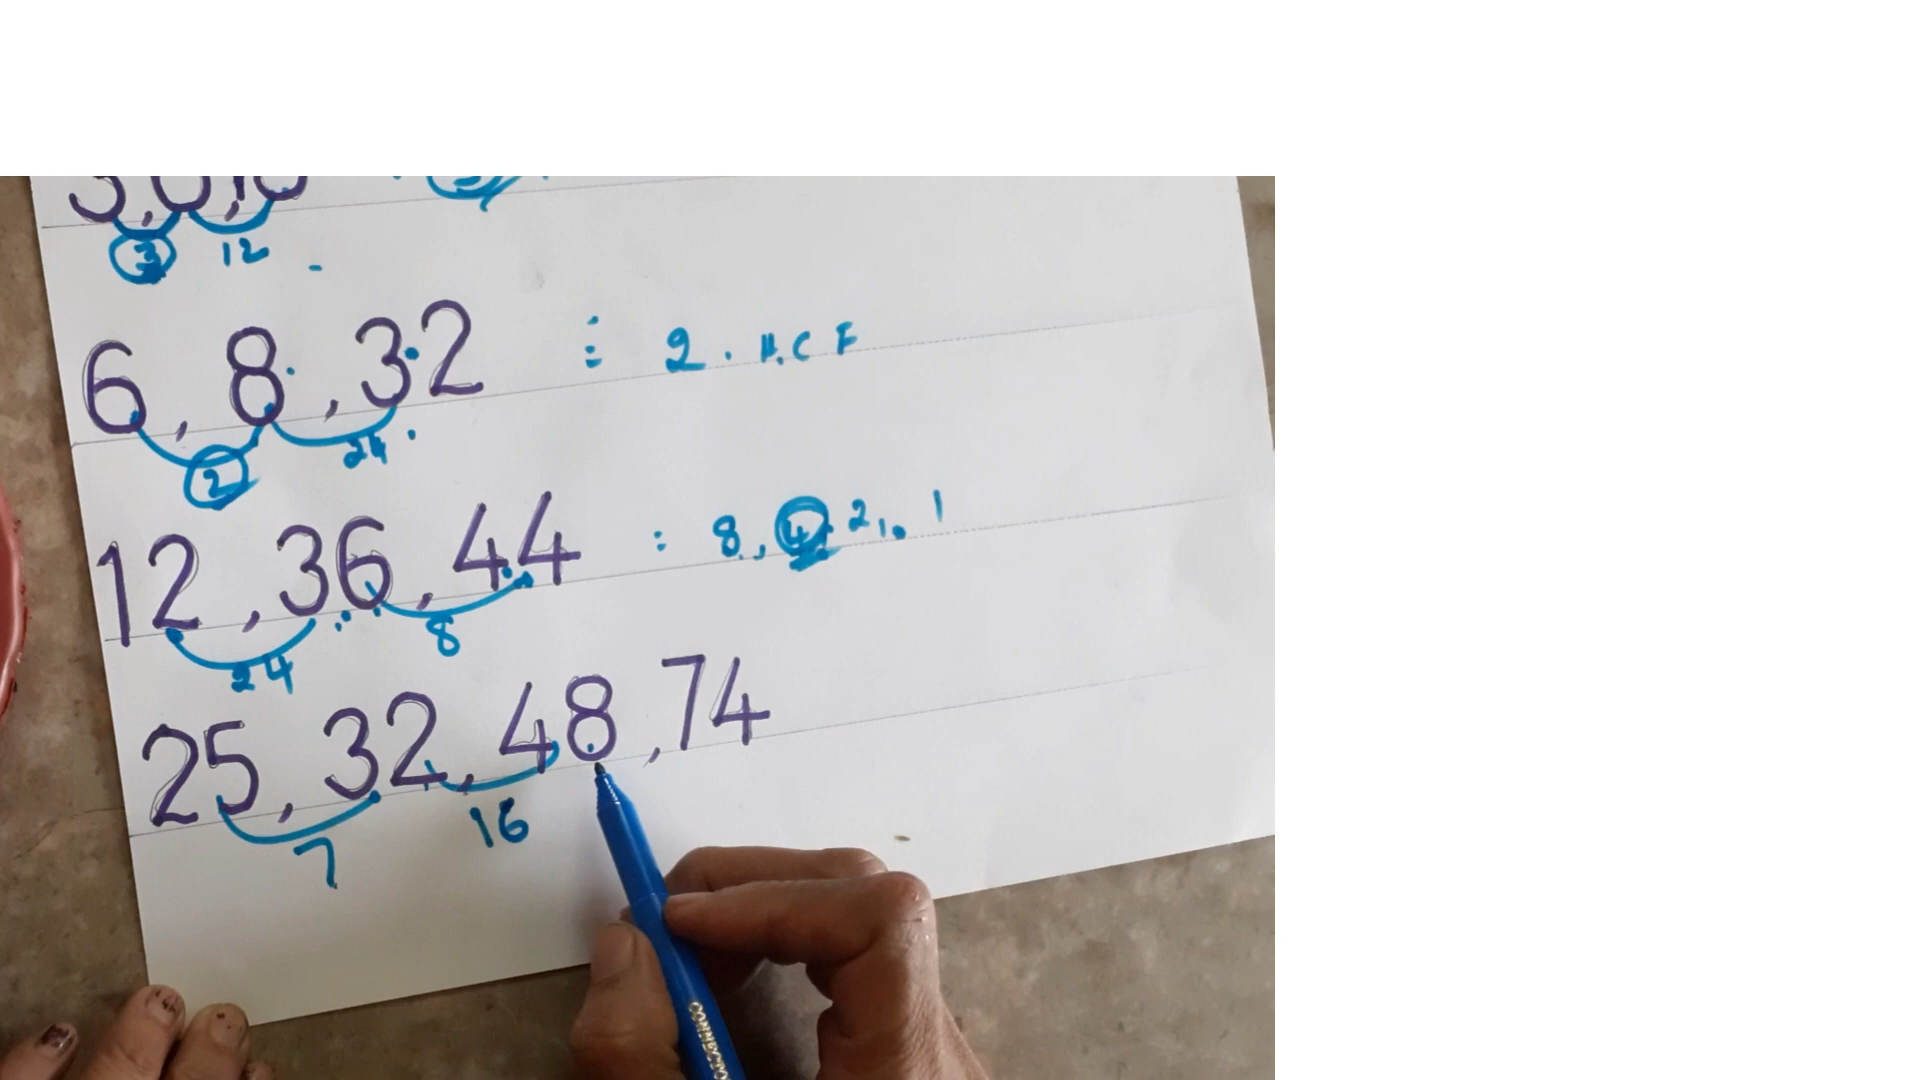 12
6, 8, 32 : 2. H.C F
2 24
12, 36, 44 : 8, 4, 2, 1
24 8
25, 32, 48, 74
7 16